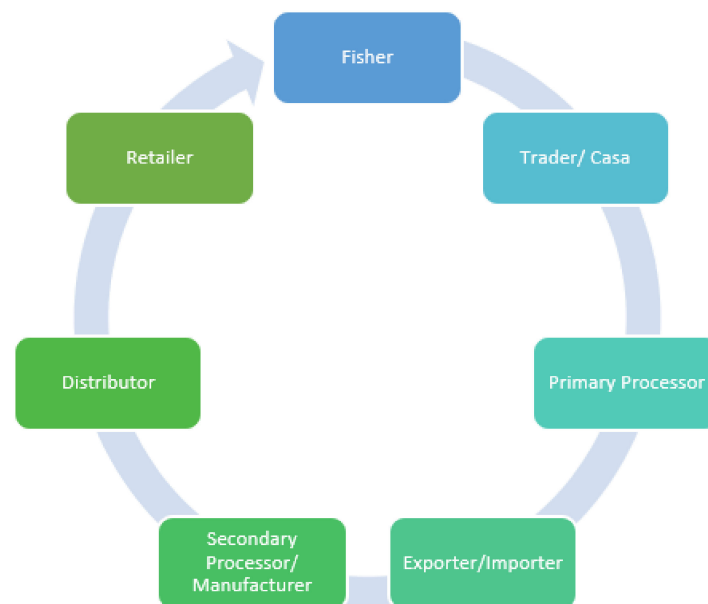 Fisher
Trader/ Casa
Primary Processor
Exporter/Importer
Secondary
Processor/
Manufacturer
Distributor
Retailer